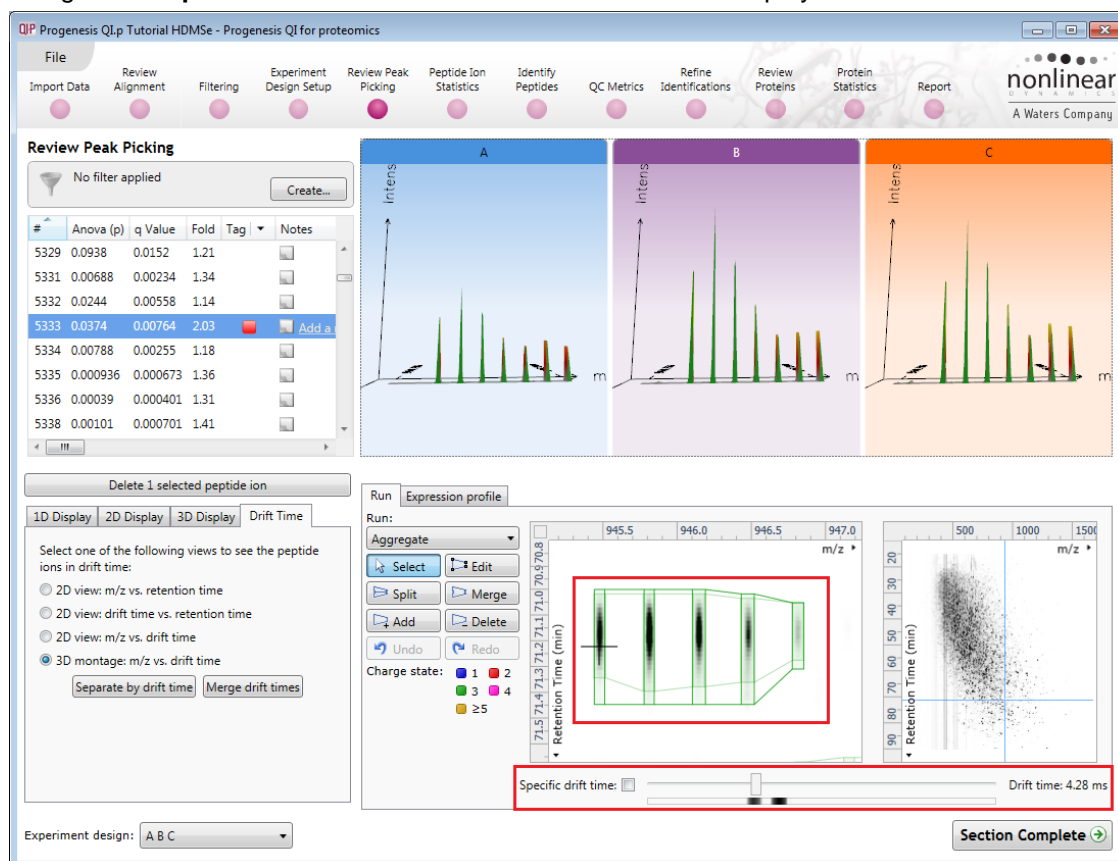 QIP Progenesis QI.p Tutorial HDMSe - Progenesis QI for proteomics
File
Import Data
Review Alignment
Filtering
Experiment Design Setup
Review Peak Picking
Peptide Ion Statistics
Identify Peptides
QC Metrics
Refine Identifications
Review Proteins
Protein Statistics
Report
nonlinear
DYNAMICS
A Waters Company
Review Peak Picking
No filter applied
Create...
# Anova (p) q Value Fold Tag Notes
5329 0.0938 0.0152 1.21
5331 0.00688 0.00234 1.34
5332 0.0244 0.00558 1.14
5333 0.0374 0.00764 2.03 Add a
5334 0.00788 0.00255 1.18
5335 0.000936 0.000673 1.36
5336 0.00039 0.000401 1.31
5338 0.00101 0.000701 1.41
A
Intens
m
B
Intens
m
C
Intens
m
Delete 1 selected peptide ion
1D Display 2D Display 3D Display Drift Time
Select one of the following views to see the peptide
ions in drift time:
2D view: m/z vs. retention time
2D view: drift time vs. retention time
2D view: m/z vs. drift time
3D montage: m/z vs. drift time
Separate by drift time Merge drift times
Run Expression profile
Run:
Aggregate
Select Edit
Split Merge
Add Delete
Undo Redo
Charge state: 1 2
3 4
≥5
945.5 946.0 946.5 947.0
m/z
70.8
70.9
71.0
71.1
71.2
71.3
71.4
71.5
Retention Time (min)
500 1000 1500
m/z
20
30
40
50
60
70
80
90
Retention Time (min)
Specific drift time: Drift time: 4.28 ms
Experiment design: A B C
Section Complete